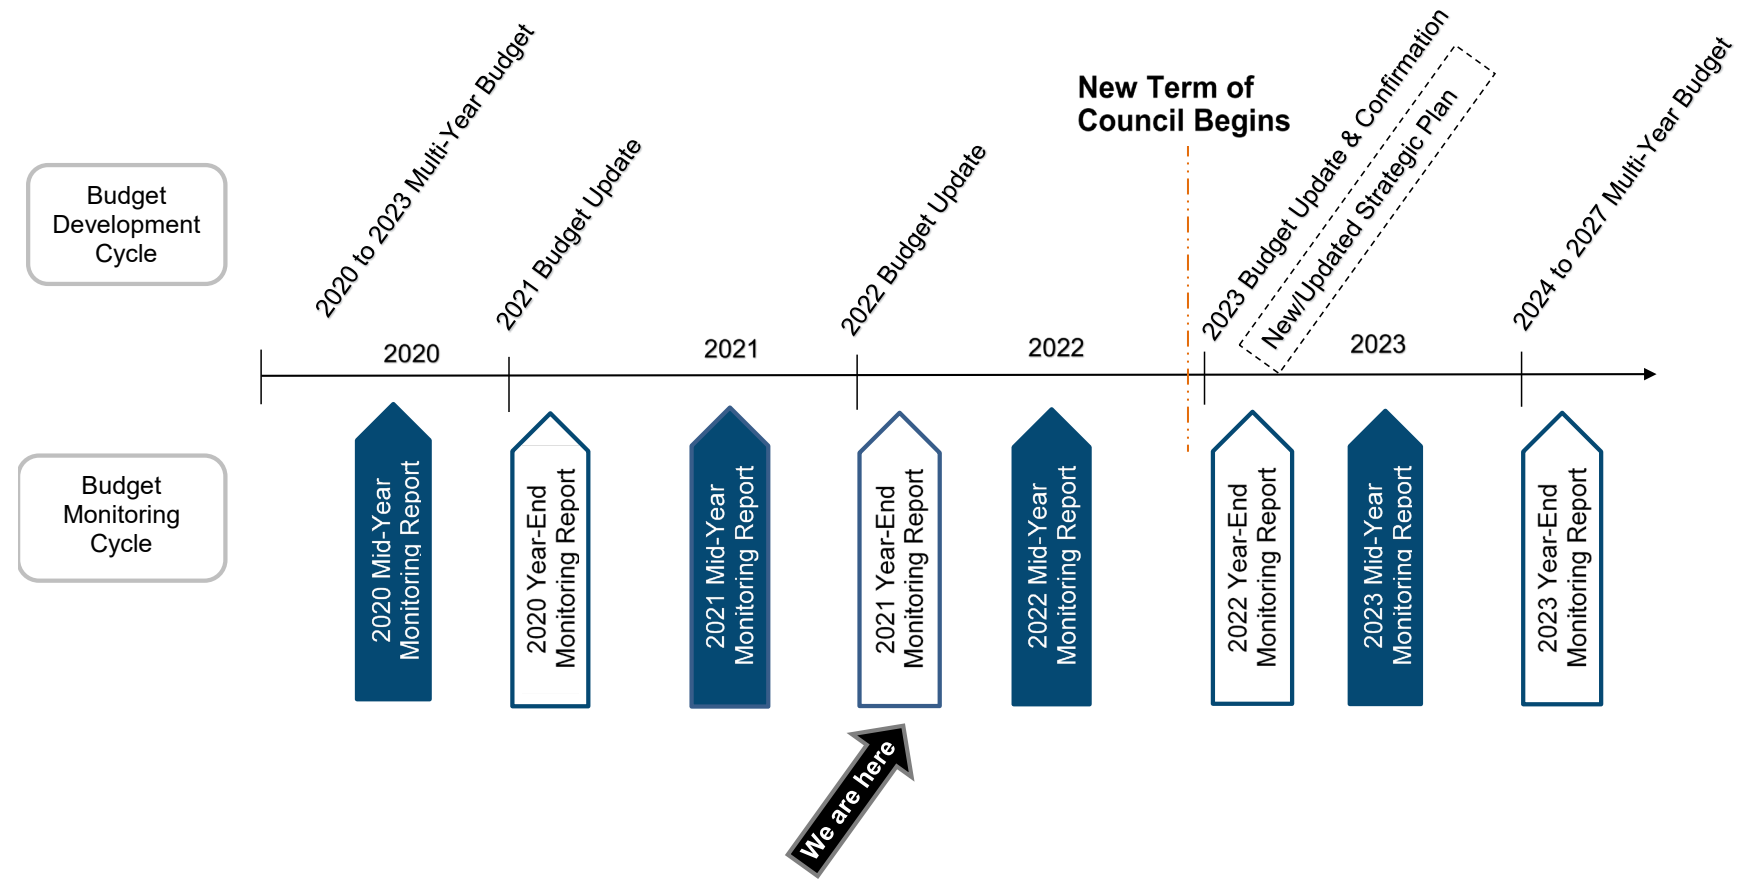 2020 to 2023 Multi-Year Budget
2021 Budget Update
2022 Budget Update
New Term of
Council Begins
2023 Budget Update & Confirmation
New/Updated Strategic Plan
2024 to 2027 Multi-Year Budget
Budget
Development
Cycle
2020
2021
2022
2023
Budget
Monitoring
Cycle
2020 Mid-Year
Monitoring Report
2020 Year-End
Monitoring Report
2021 Mid-Year
Monitoring Report
2021 Year-End
Monitoring Report
2022 Mid-Year
Monitoring Report
2022 Year-End
Monitoring Report
2023 Mid-Year
Monitoring Report
2023 Year-End
Monitoring Report
We are here